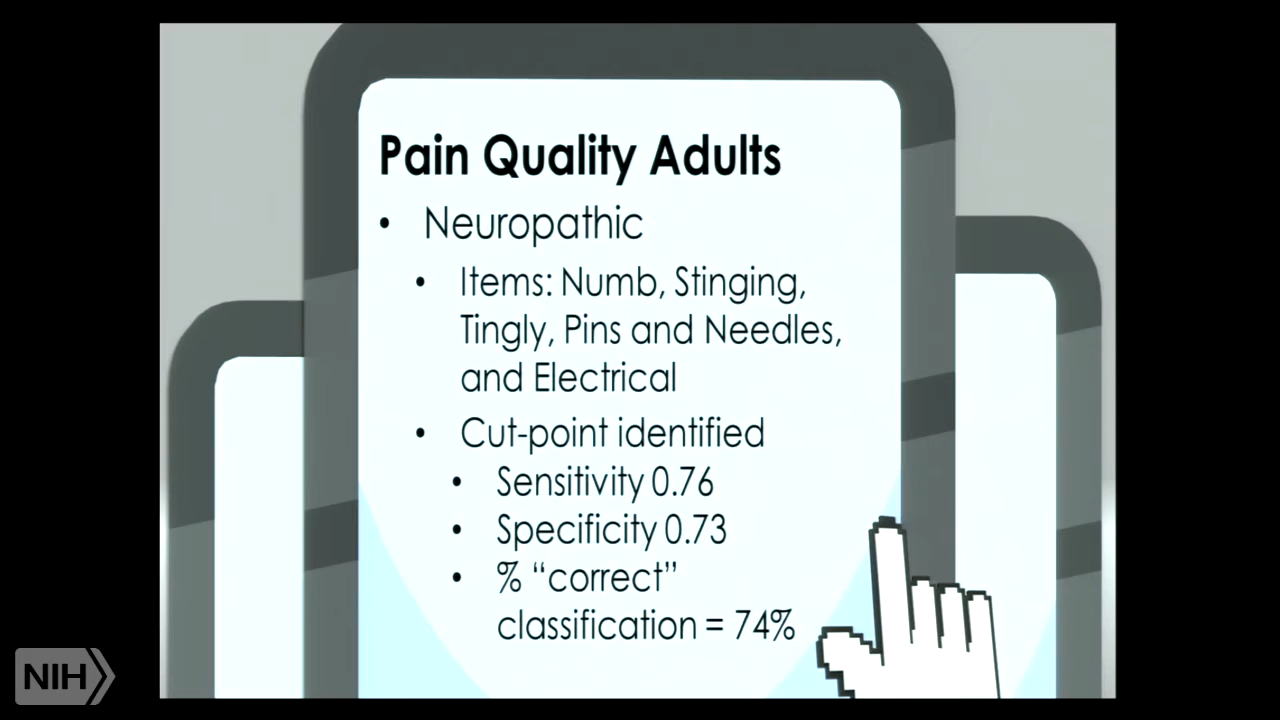 Pain Quality Adults
• Neuropathic
• Items: Numb, Stinging,
Tingly, Pins and Needles,
and Electrical
• Cut-point identified
• Sensitivity 0.76
• Specificity 0.73
• % “correct”
classification = 74%
NIH